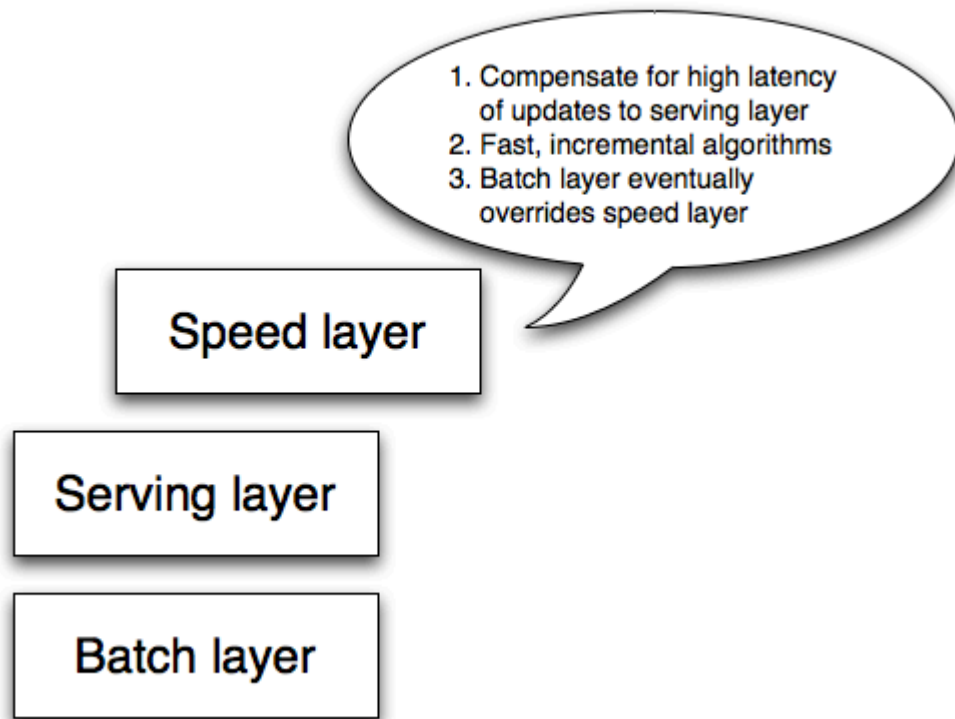 1. Compensate for high latency
of updates to serving layer
2. Fast, incremental algorithms
3. Batch layer eventually
overrides speed layer
Speed layer
Serving layer
Batch layer